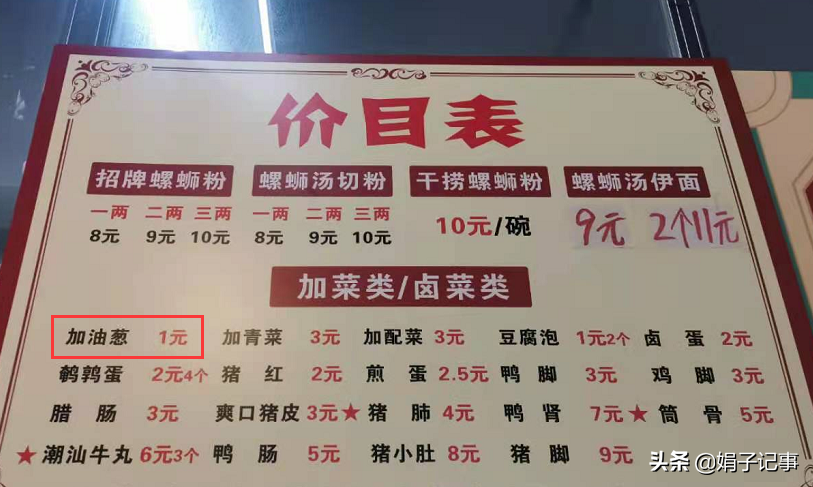 价目表
招牌螺蛳粉 螺蛳汤切粉 干捞螺蛳粉 螺蛳汤伊面
一两 二两 三两 一两 二两 三两
8元 9元 10元 8元 9元 10元 10元/碗 9元 2个11元
加菜类/卤菜类
加油葱 1元 加青菜 3元 加配菜 3元 豆腐泡 1元2个 卤蛋 2元
鹌鹑蛋 2元4个 猪红 2元 煎蛋 2.5元 鸭脚 3元 鸡脚 3元
腊肠 3元 爽口猪皮 3元 ★猪肺 4元 鸭肾 7元 ★筒骨 5元
★潮汕牛丸 6元3个 鸭肠 5元 猪小肚 8元 猪脚 9元
头条 @娟子记事